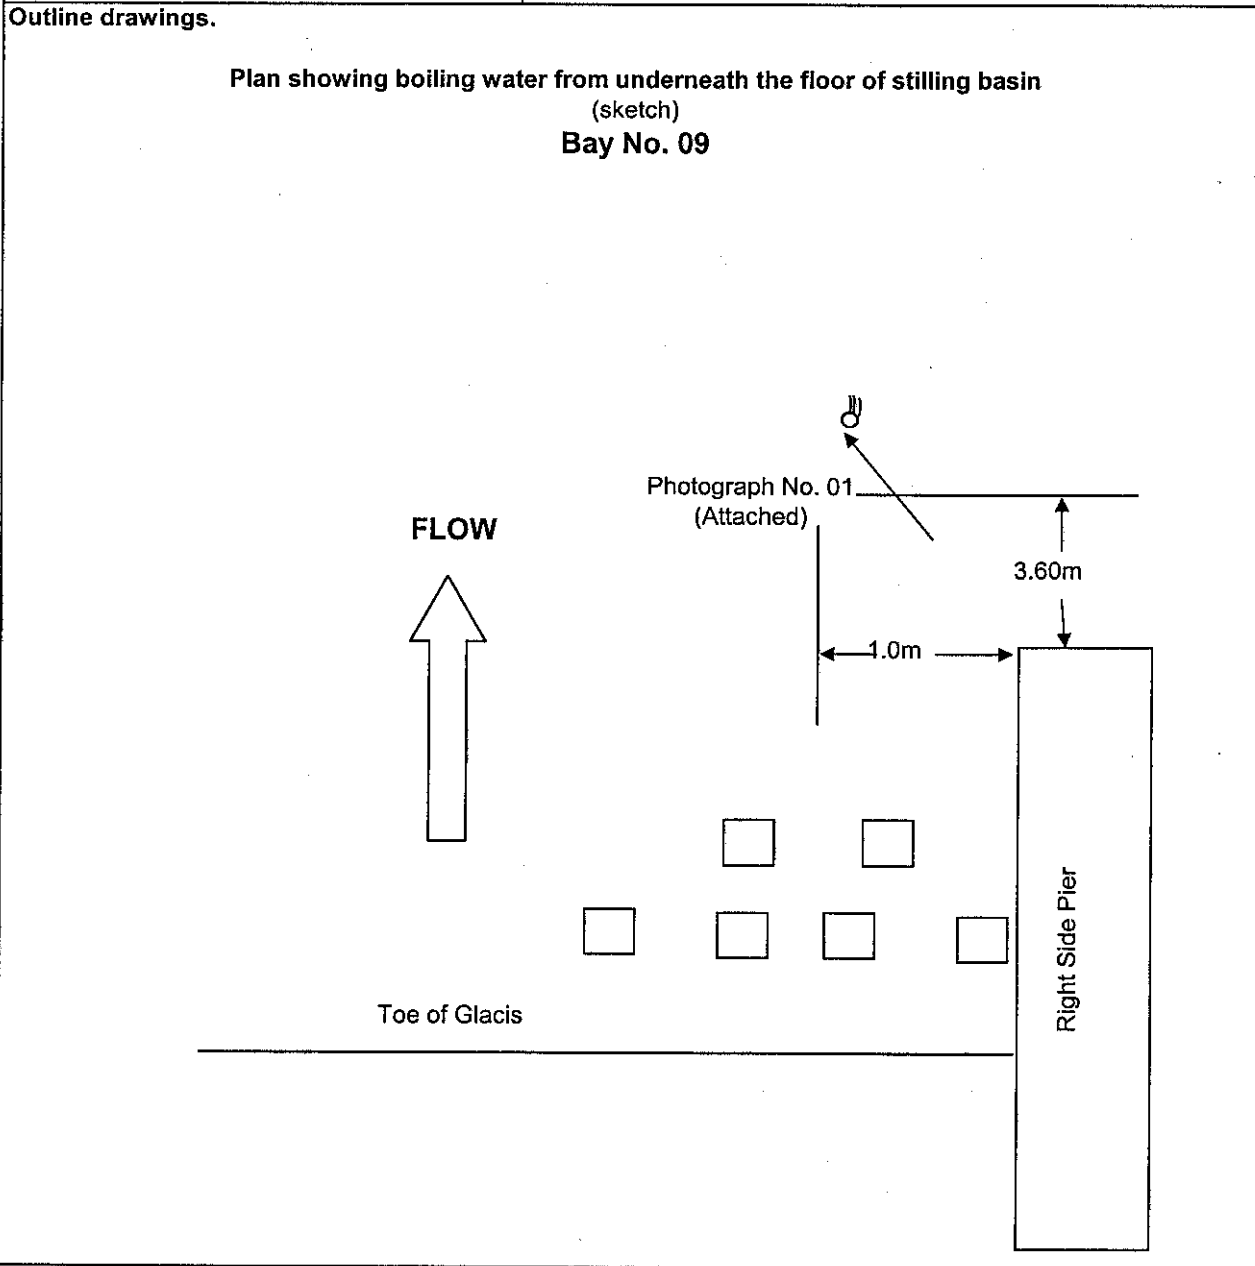 Outline drawings.
Plan showing boiling water from underneath the floor of stilling basin
(sketch)
Bay No. 09
Photograph No. 01
(Attached)
FLOW
3.60m
1.0m
Right Side Pier
Toe of Glacis